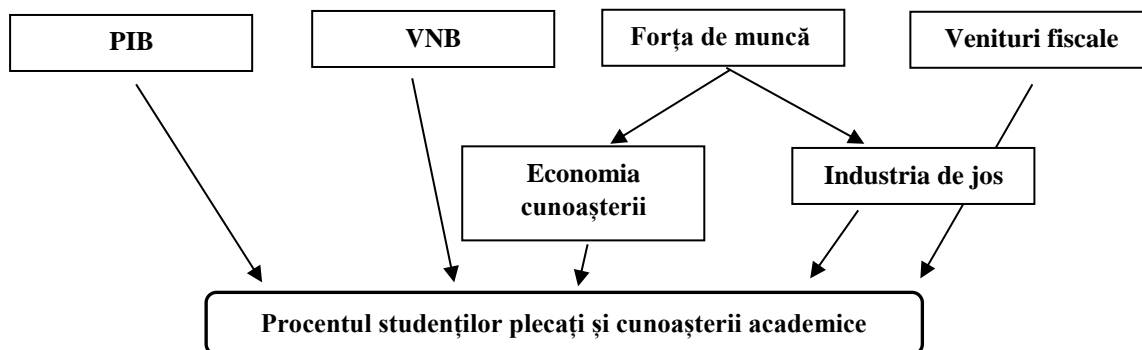 PIB
VNB
Forța de muncă
Venituri fiscale
Economia
cunoașterii
Industria de jos
Procentul studenților plecați și cunoașterii academice